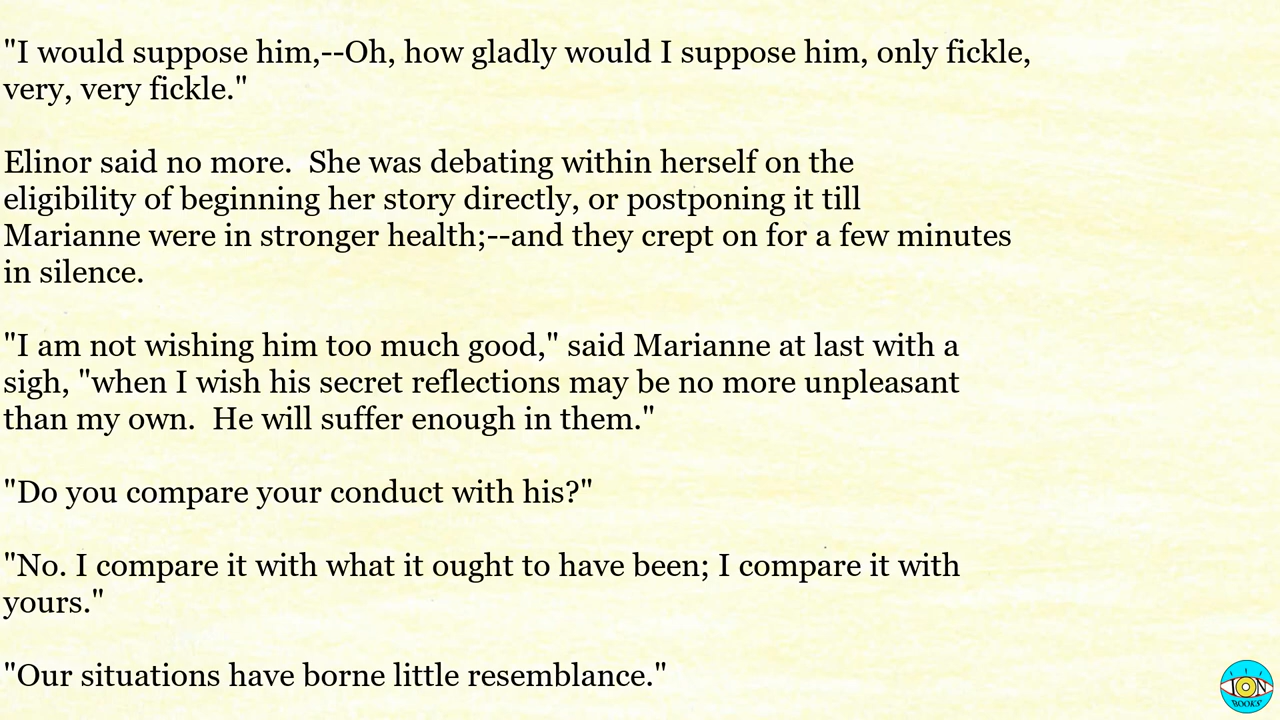 "I would suppose him,--Oh, how gladly would I suppose him, only fickle,
very, very fickle."
Elinor said no more.  She was debating within herself on the
eligibility of beginning her story directly, or postponing it till
Marianne were in stronger health;--and they crept on for a few minutes
in silence.
"I am not wishing him too much good," said Marianne at last with a
sigh, "when I wish his secret reflections may be no more unpleasant
than my own.  He will suffer enough in them."
"Do you compare your conduct with his?"
"No. I compare it with what it ought to have been; I compare it with
yours."
"Our situations have borne little resemblance."
ION
BOOKS